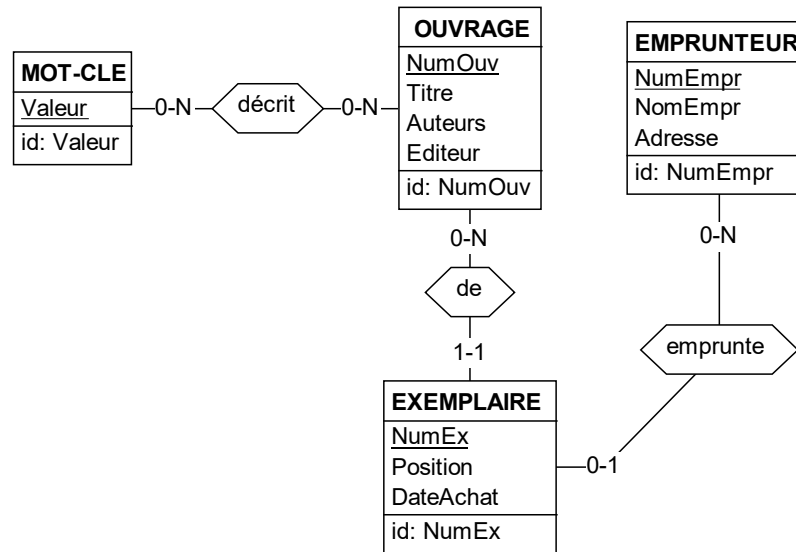 MOT-CLE
Valeur
id: Valeur
0-N
décrit
0-N
OUVRAGE
NumOuv
Titre
Auteurs
Editeur
id: NumOuv
EMPRUNTEUR
NumEmpr
NomEmpr
Adresse
id: NumEmpr
0-N
de
1-1
0-N
emprunte
0-1
EXEMPLAIRE
NumEx
Position
DateAchat
id: NumEx